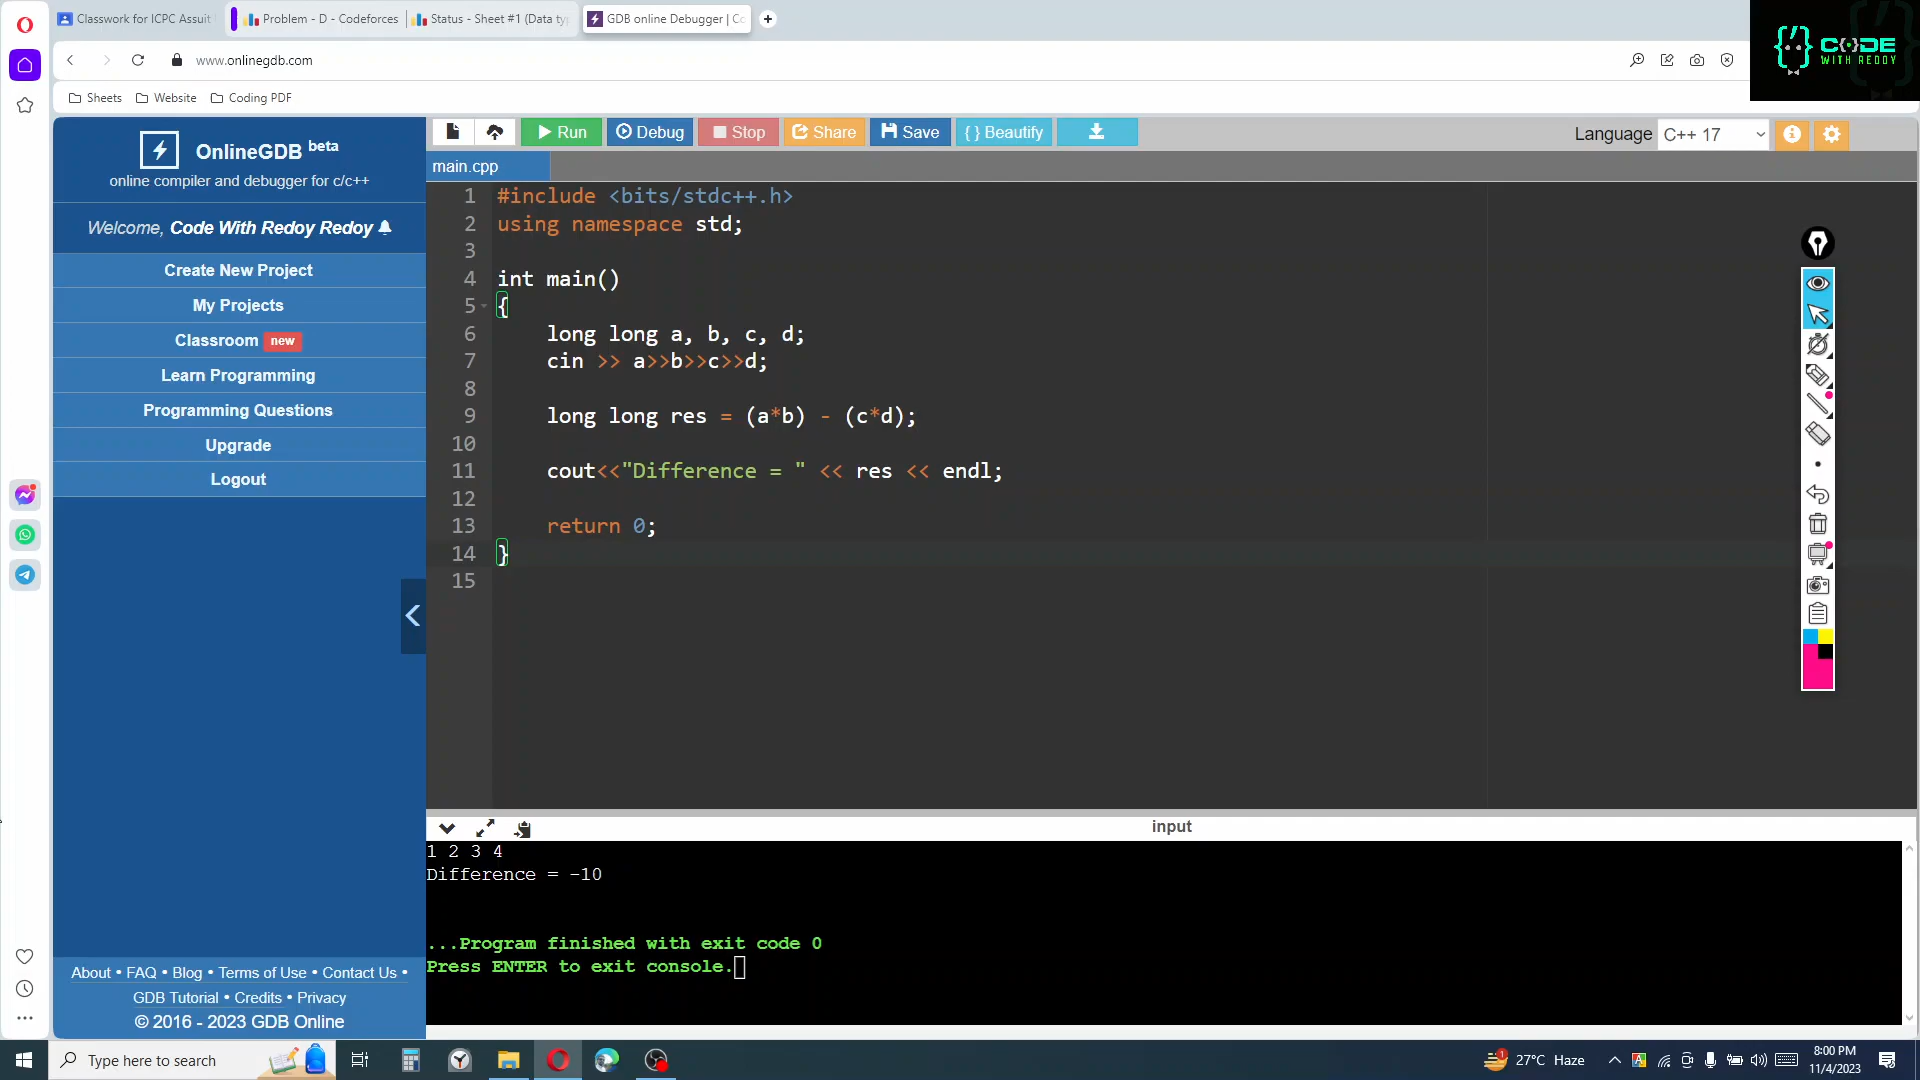 Classwork for ICPC Assuit
Problem - D - Codeforces
Status - Sheet #1 (Data ty
GDB online Debugger | Co
CODE
WITH REDOY
www.onlinegdb.com
Sheets
Website
Coding PDF
OnlineGDB beta
online compiler and debugger for c/c++
Welcome, Code With Redoy Redoy
Create New Project
My Projects
Classroom new
Learn Programming
Programming Questions
Upgrade
Logout
Run
Debug
Stop
Share
Save
{ } Beautify
Language C++ 17
main.cpp
1 #include <bits/stdc++.h>
2 using namespace std;
3
4 int main()
5 {
6 long long a, b, c, d;
7 cin >> a>>b>>c>>d;
8
9 long long res = (a*b) - (c*d);
10
11 cout<<"Difference = " << res << endl;
12
13 return 0;
14 }
15
input
1 2 3 4
Difference = -10
...Program finished with exit code 0
Press ENTER to exit console.
About • FAQ • Blog • Terms of Use • Contact Us •
GDB Tutorial • Credits • Privacy
© 2016 - 2023 GDB Online
Type here to search
1
27°C Haze
8:00 PM
11/4/2023